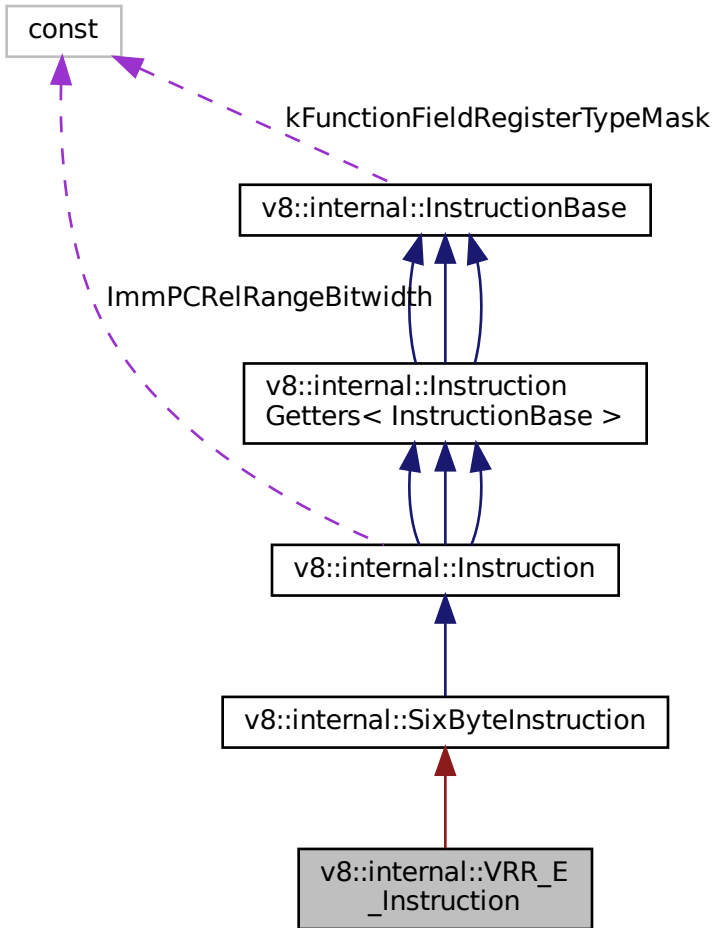 const
kFunctionFieldRegisterTypeMask
v8::internal::InstructionBase
ImmPCRelRangeBitwidth
v8::internal::Instruction
Getters< InstructionBase >
v8::internal::Instruction
v8::internal::SixByteInstruction
v8::internal::VRR_E
_Instruction